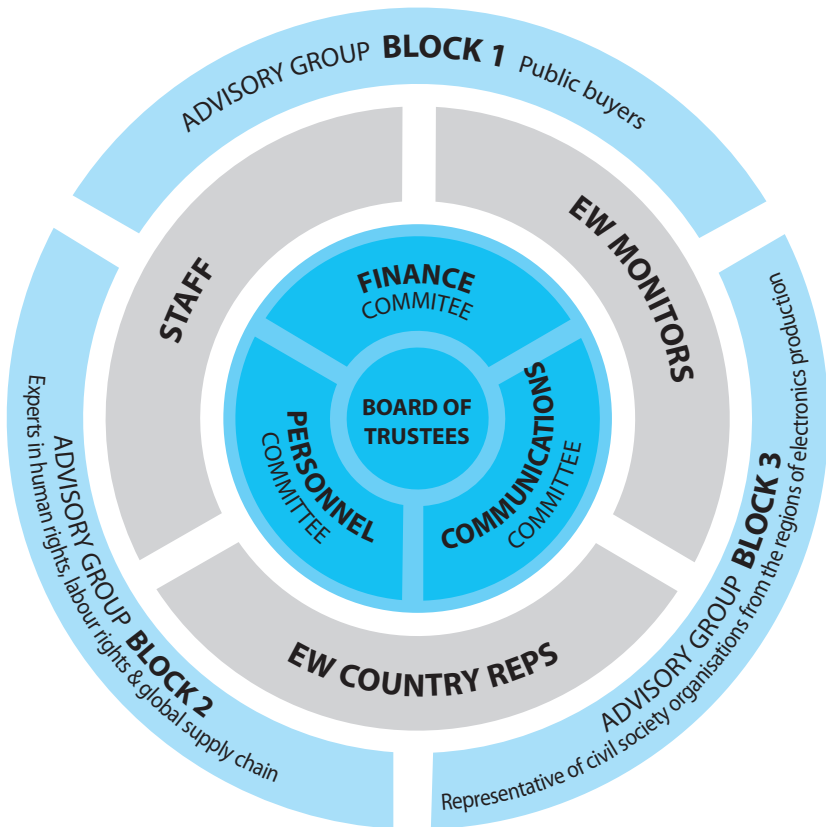 ADVISORY GROUP BLOCK 1 Public buyers
STAFF
EW MONITORS
FINANCE
COMMITEE
BOARD OF
TRUSTEES
PERSONNEL
COMMITTEE
COMMUNICATIONS
COMMITTEE
EW COUNTRY REPS
ADVISORY GROUP BLOCK 2
Experts in human rights, labour rights & global supply chain
ADVISORY GROUP BLOCK 3
Representative of civil society organisations from the regions of electronics production